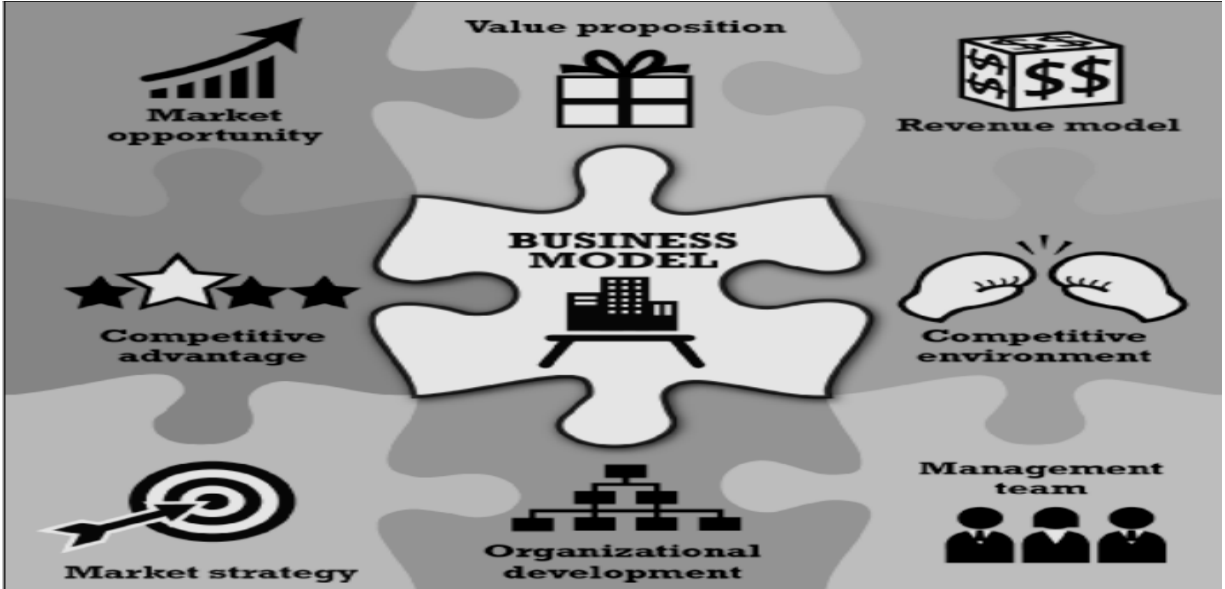 Value proposition
Market
opportunity
$ $
Revenue model
BUSINESS
MODEL
Competitive
advantage
Competitive
environment
Market strategy
Organizational
development
Management
team